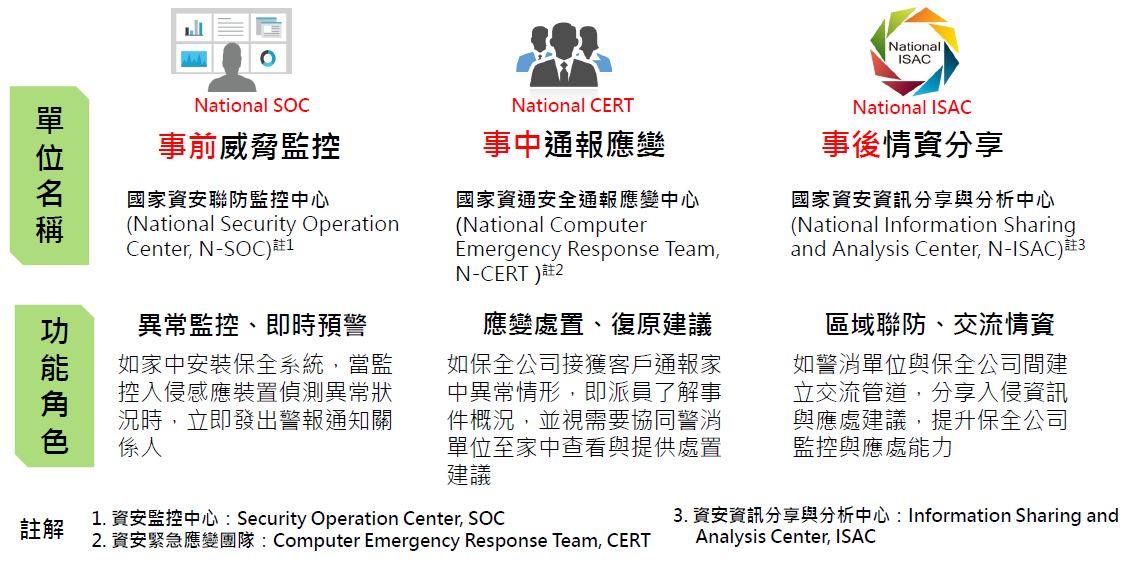 National
ISAC
National SOC
National CERT
National ISAC
單位名稱
事前威脅監控
事中通報應變
事後情資分享
國家資安聯防監控中心
(National Security Operation
Center, N-SOC)註1
國家資通安全通報應變中心
(National Computer
Emergency Response Team,
N-CERT )註2
國家資安資訊分享與分析中心
(National Information Sharing
and Analysis Center, N-ISAC)註3
功能角色
異常監控、即時預警
如家中安裝保全系統，當監
控入侵感應裝置偵測異常狀
況時，立即發出警報通知關
係人
應變處置、復原建議
如保全公司接獲客戶通報家
中異常情形，即派員了解事
件概況，並視需要協同警消
單位至家中查看與提供處置
建議
區域聯防、交流情資
如警消單位與保全公司間建
立交流管道，分享入侵資訊
與應處建議，提升保全公司
監控與應處能力
註解
1. 資安監控中心：Security Operation Center, SOC
2. 資安緊急應變團隊：Computer Emergency Response Team, CERT
3. 資安資訊分享與分析中心：Information Sharing and
Analysis Center, ISAC